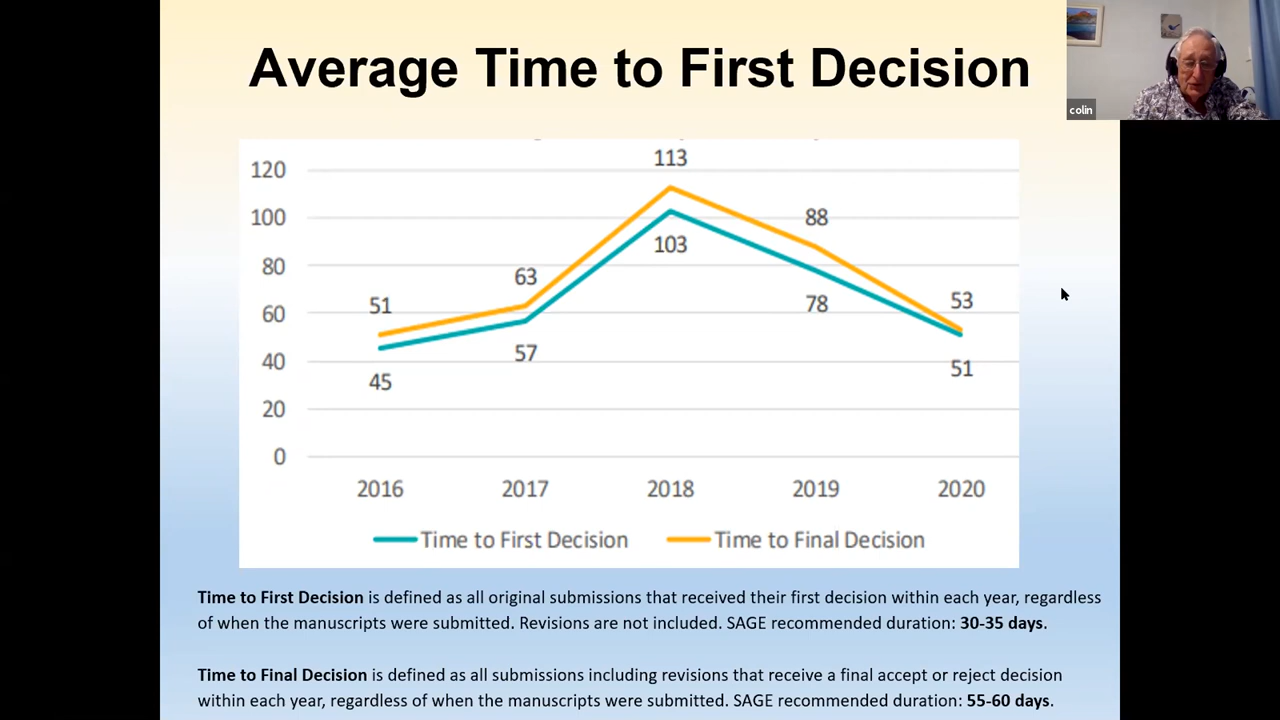 Average Time to First Decision
colin
120
100
80
60
40
20
0
113
103
88
78
63
57
51
45
53
51
2016 2017 2018 2019 2020
Time to First Decision Time to Final Decision
Time to First Decision is defined as all original submissions that received their first decision within each year, regardless
of when the manuscripts were submitted. Revisions are not included. SAGE recommended duration: 30-35 days.
Time to Final Decision is defined as all submissions including revisions that receive a final accept or reject decision
within each year, regardless of when the manuscripts were submitted. SAGE recommended duration: 55-60 days.